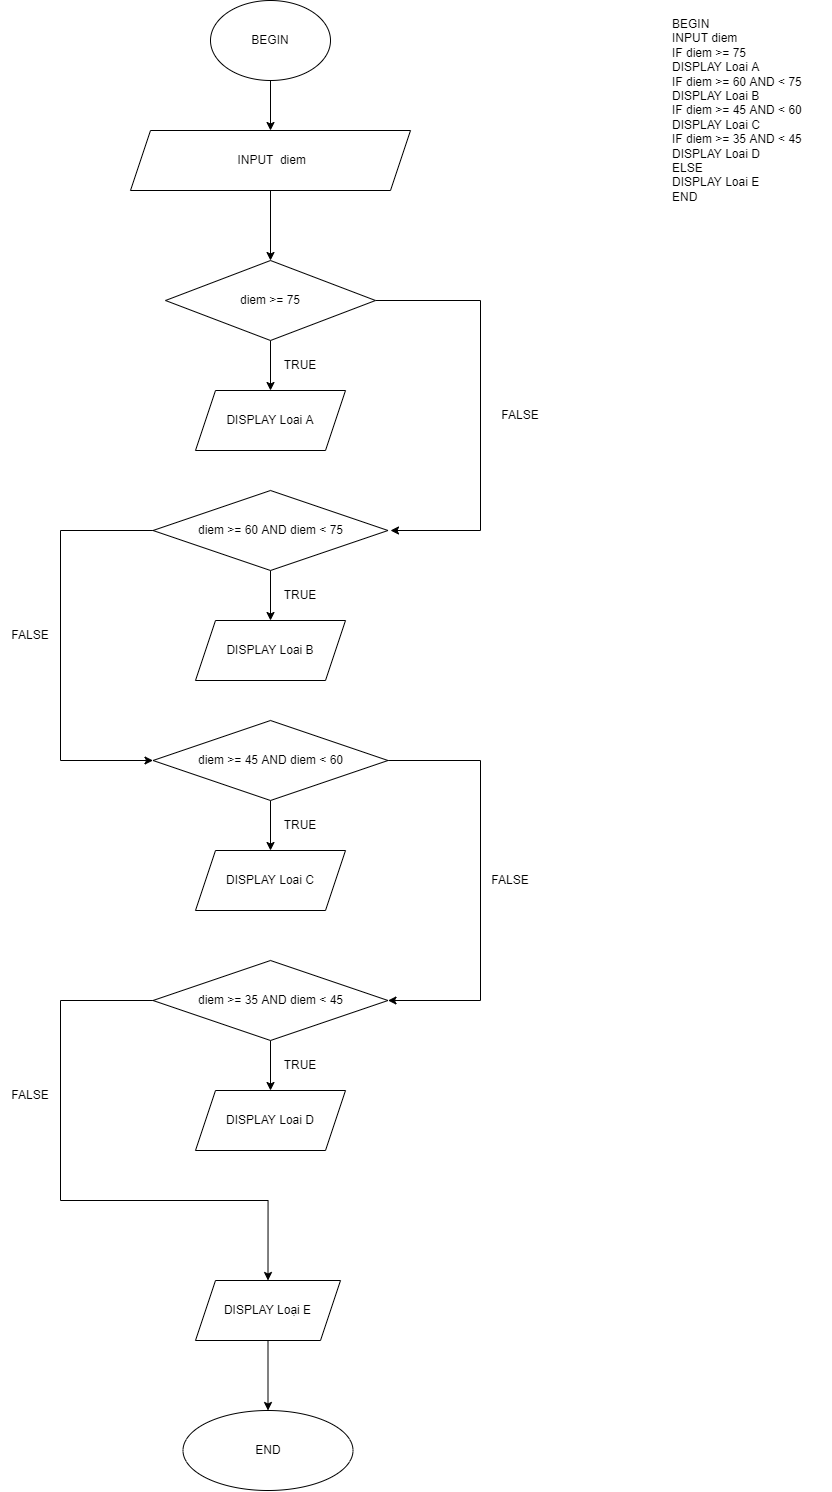 BEGIN
INPUT diem
diem >= 75
TRUE
DISPLAY Loai A
FALSE
diem >= 60 AND diem < 75
TRUE
FALSE
DISPLAY Loai B
diem >= 45 AND diem < 60
TRUE
DISPLAY Loai C
FALSE
diem >= 35 AND diem < 45
TRUE
FALSE
DISPLAY Loai D
DISPLAY Loại E
END
BEGIN
INPUT diem
IF diem >= 75
DISPLAY Loai A
IF diem >= 60 AND < 75
DISPLAY Loai B
IF diem >= 45 AND < 60
DISPLAY Loai C
IF diem >= 35 AND < 45
DISPLAY Loai D
ELSE
DISPLAY Loai E
END